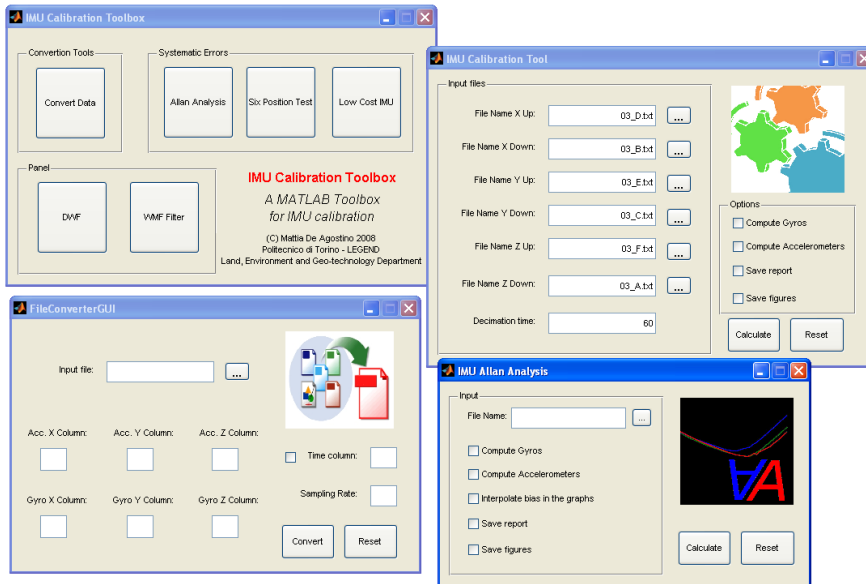 IMU Calibration Toolbox
Convertion Tools
Convert Data
Systematic Errors
Allan Analysis
Six Position Test
Low Cost IMU
Panel
DWF
WMF Filter
IMU Calibration Toolbox
A MATLAB Toolbox
for IMU calibration
(C) Mattia De Agostino 2008
Politecnico di Torino - LEGEND
Land, Environment and Geo-technology Department
IMU Calibration Tool
Input files
File Name X Up: 03_D.txt ...
File Name X Down: 03_B.txt ...
File Name Y Up: 03_E.txt ...
File Name Y Down: 03_C.txt ...
File Name Z Up: 03_F.txt ...
File Name Z Down: 03_A.txt ...
Decimation time: 60
Options
Compute Gyros
Compute Accelerometers
Save report
Save figures
Calculate
Reset
FileConverterGUI
Input file: ...
Acc. X Column: Acc. Y Column: Acc. Z Column:
Time column:
Gyro X Column: Gyro Y Column: Gyro Z Column:
Sampling Rate:
Convert
Reset
IMU Allan Analysis
Input
File Name: ...
Compute Gyros
Compute Accelerometers
Interpolate bias in the graphs
Save report
Save figures
AA
Calculate
Reset